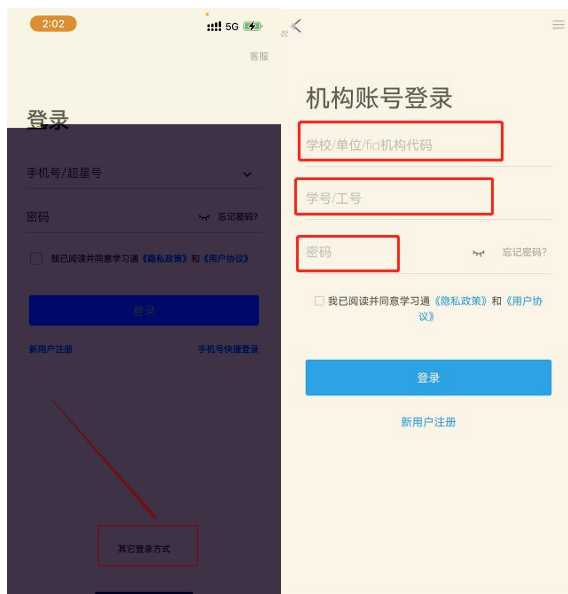 2:02
5G
客服
登录
手机号/超星号
密码
忘记密码?
我已阅读并同意学习通《隐私政策》和《用户协议》
登录
新用户注册
手机号快捷登录
其它登录方式
机构账号登录
学校/单位/fid机构代码
学号/工号
密码
忘记密码?
我已阅读并同意学习通《隐私政策》和《用户协
议》
登录
新用户注册